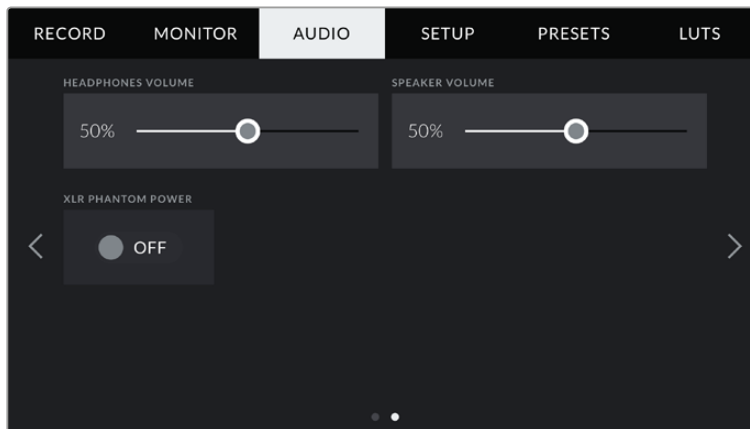 RECORD MONITOR AUDIO SETUP PRESETS LUTS
HEADPHONES VOLUME SPEAKER VOLUME
50% 50%
XLR PHANTOM POWER
OFF